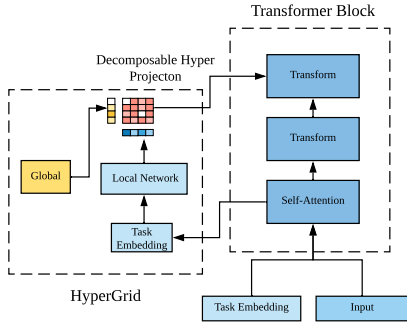 Transformer Block
Decomposable Hyper
Projecton
Transform
Transform
Global
Local Network
Self-Attention
Task
Embedding
HyperGrid
Task Embedding
Input